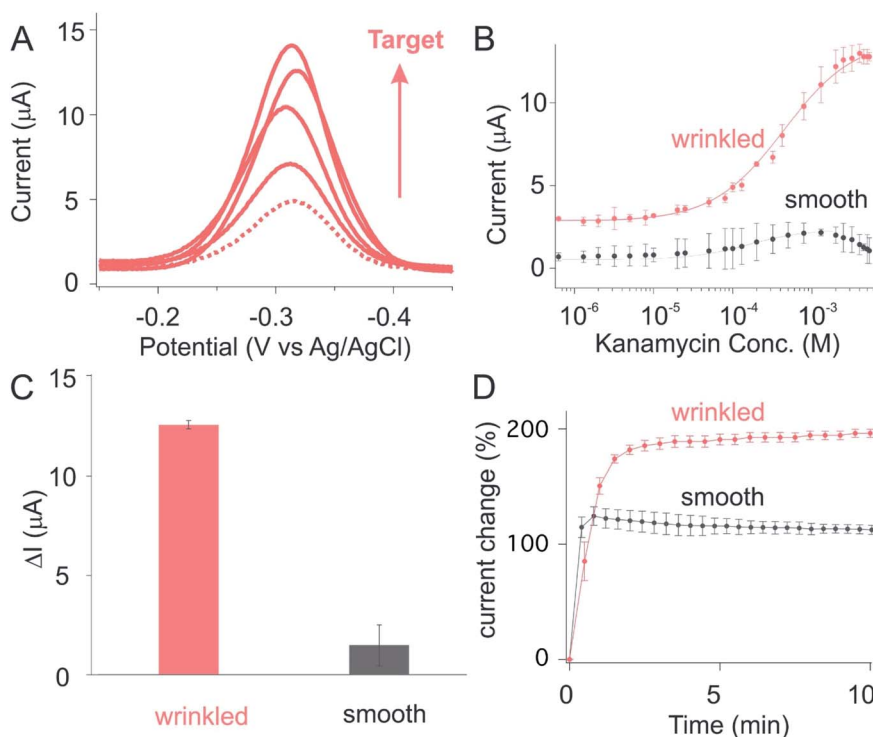 A
Target
Current (μA)
15
10
5
0
-0.2
-0.3
-0.4
Potential (V vs Ag/AgCl)
B
wrinkled
smooth
Current (μA)
10
5
0
10⁻⁶
10⁻⁵
10⁻⁴
10⁻³
Kanamycin Conc. (M)
C
ΔI (μA)
15
10
5
0
wrinkled
smooth
D
wrinkled
smooth
current change (%)
200
100
0
0
5
10
Time (min)